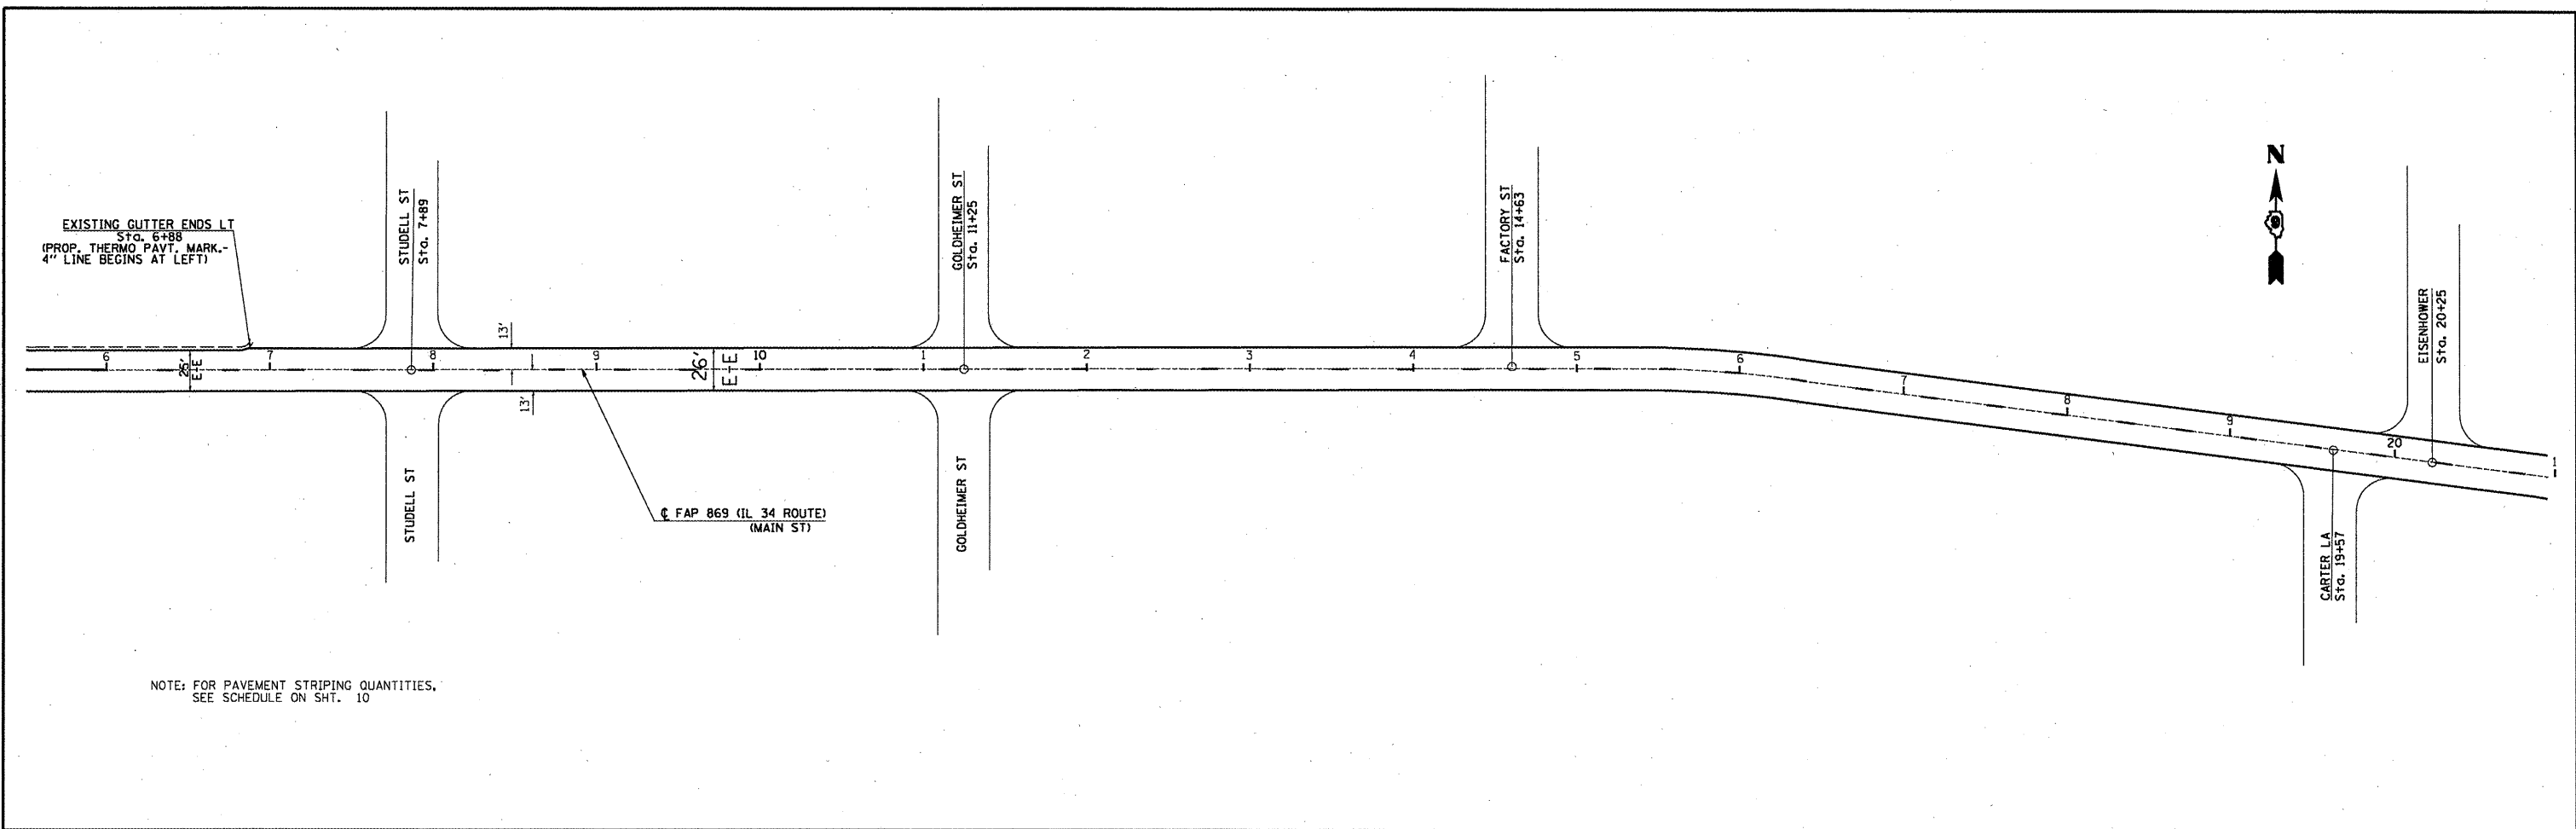 N
EXISTING GUTTER ENDS LT
Sta. 6+88
(PROP. THERMO PAVT. MARK.-
4" LINE BEGINS AT LEFT)
STUDELL ST
Sta. 7+89
GOLDHEIMER ST
Sta. 11+25
FACTORY ST
Sta. 14+63
EISENHOWER
Sta. 20+25
13'
6
7
8
9
10
1
2
3
4
5
6
7
8
9
20
1
E-E
26'
E-E
13'
STUDELL ST
GOLDHEIMER ST
℄ FAP 869 (IL 34 ROUTE)
(MAIN ST)
CARTER LA
Sta. 19+57
NOTE: FOR PAVEMENT STRIPING QUANTITIES,
SEE SCHEDULE ON SHT. 10